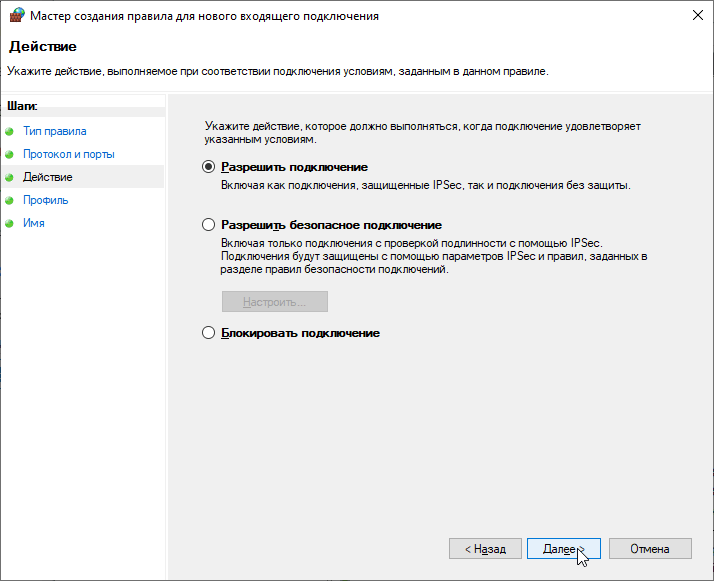 Мастер создания правила для нового входящего подключения
Действие
Укажите действие, выполняемое при соответствии подключения условиям, заданным в данном правиле.
Шаги:
Тип правила
Протокол и порты
Действие
Профиль
Имя
Укажите действие, которое должно выполняться, когда подключение удовлетворяет
указанным условиям.
Разрешить подключение
Включая как подключения, защищенные IPSec, так и подключения без защиты.
Разрешить безопасное подключение
Включая только подключения с проверкой подлинности с помощью IPSec.
Подключения будут защищены с помощью параметров IPSec и правил, заданных в
разделе правил безопасности подключений.
Настроить...
Блокировать подключение
< Назад
Далее >
Отмена